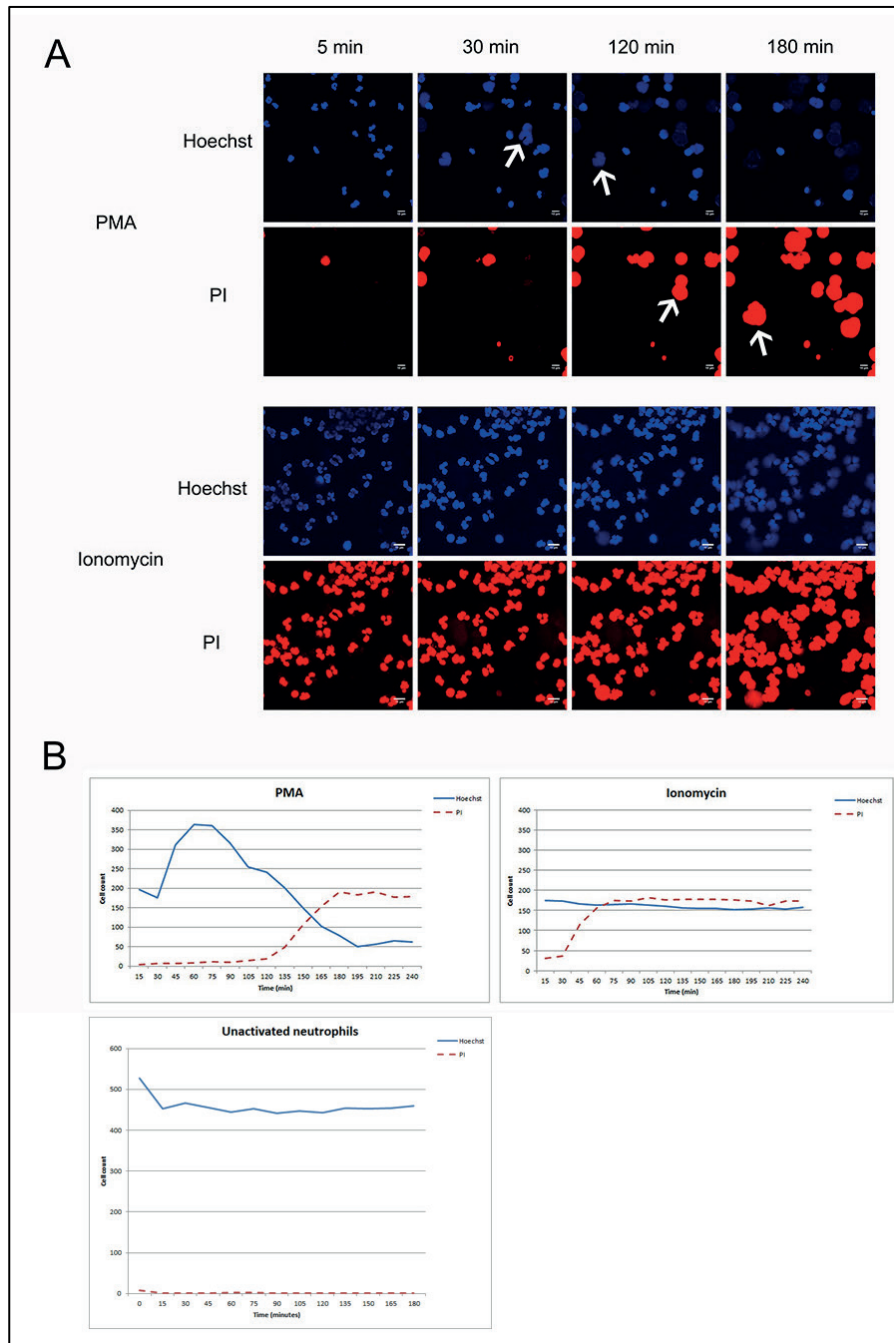 A
5 min 30 min 120 min 180 min
Hoechst
PMA
PI
Hoechst
Ionomycin
PI
B
PMA
Hoechst
PI
400
350
300
250
200
150
100
50
0
Cell count
15 30 45 60 75 90 105 120 135 150 165 180 195 210 225 240
Time (min)
Ionomycin
Hoechst
PI
400
350
300
250
200
150
100
50
0
Cell count
15 30 45 60 75 90 105 120 135 150 165 180 195 210 225 240
Time (min)
Unactivated neutrophils
Hoechst
PI
600
500
400
300
200
100
0
Cell count
0 15 30 45 60 75 90 105 120 135 150 165 180
Time (minutes)